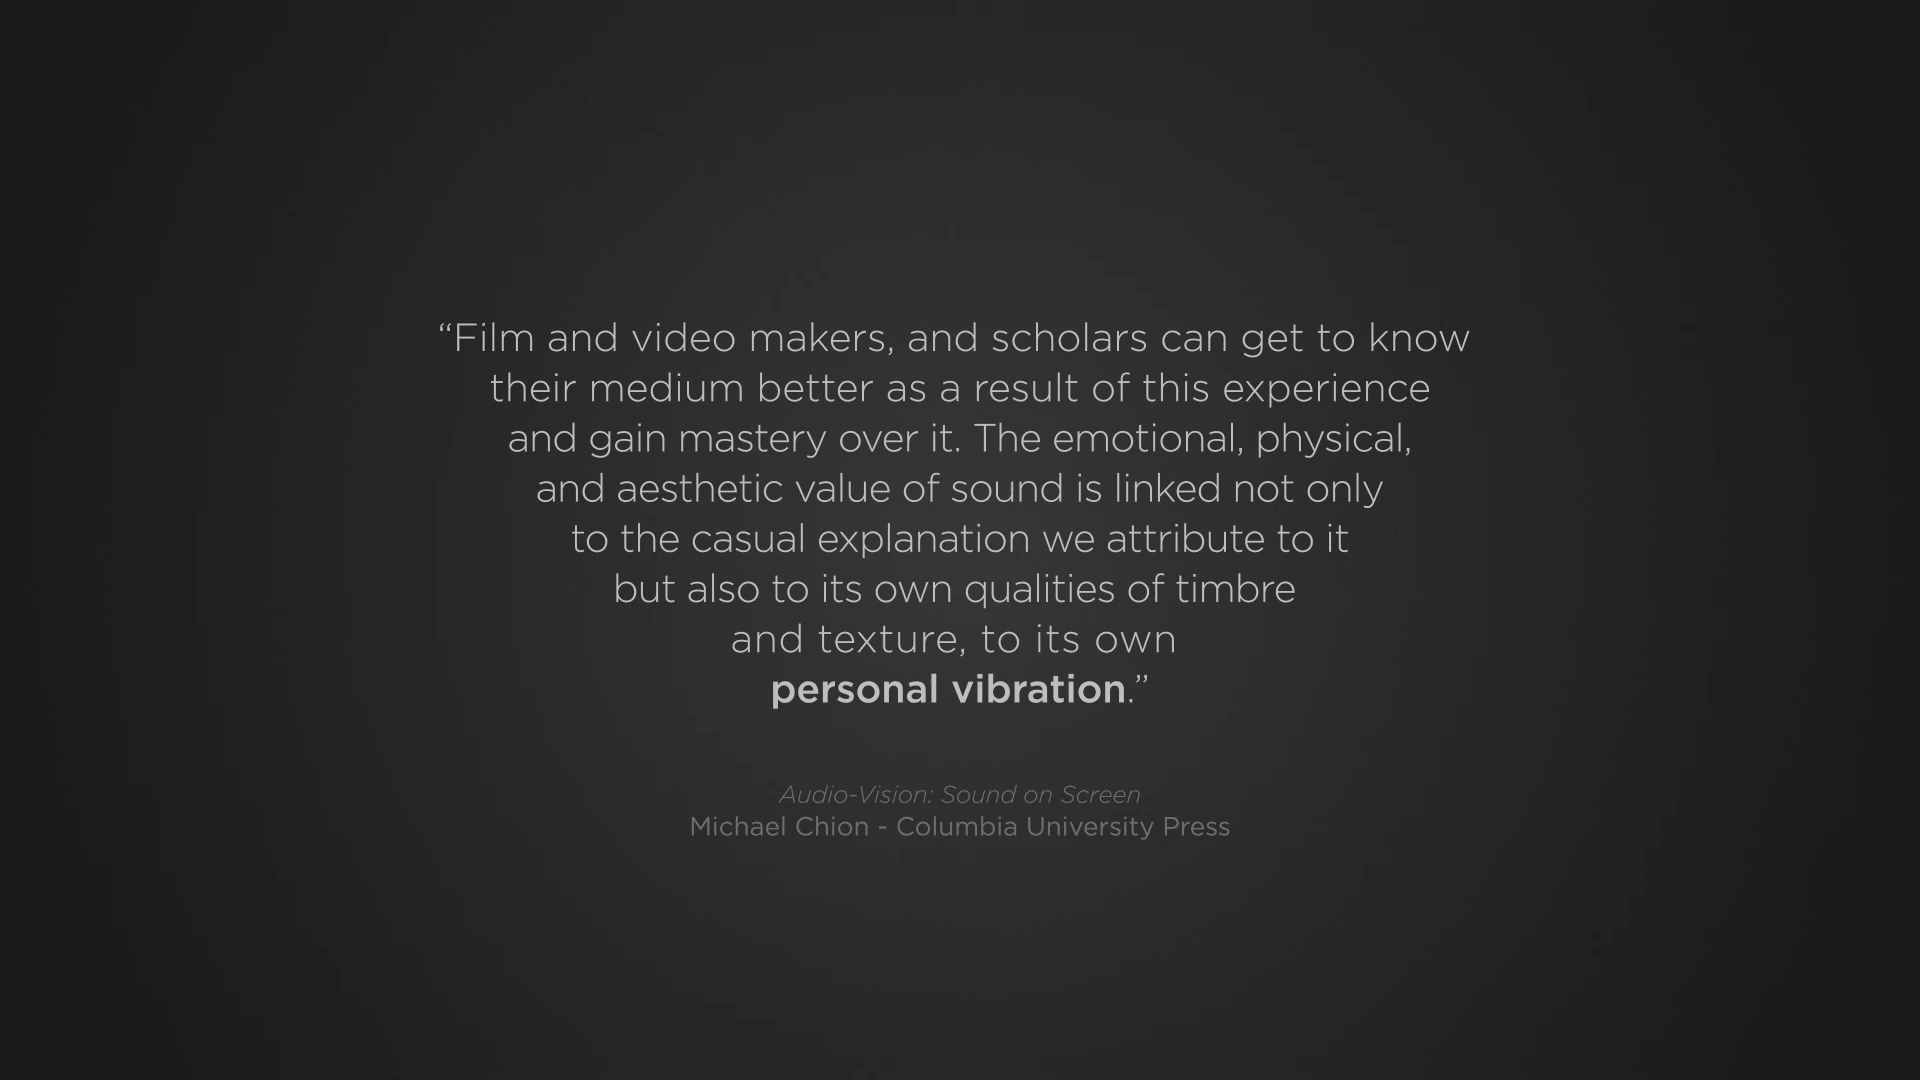 “Film and video makers, and scholars can get to know
their medium better as a result of this experience
and gain mastery over it. The emotional, physical,
and aesthetic value of sound is linked not only
to the casual explanation we attribute to it
but also to its own qualities of timbre
and texture, to its own
personal vibration.”
Audio-Vision: Sound on Screen
Michael Chion - Columbia University Press